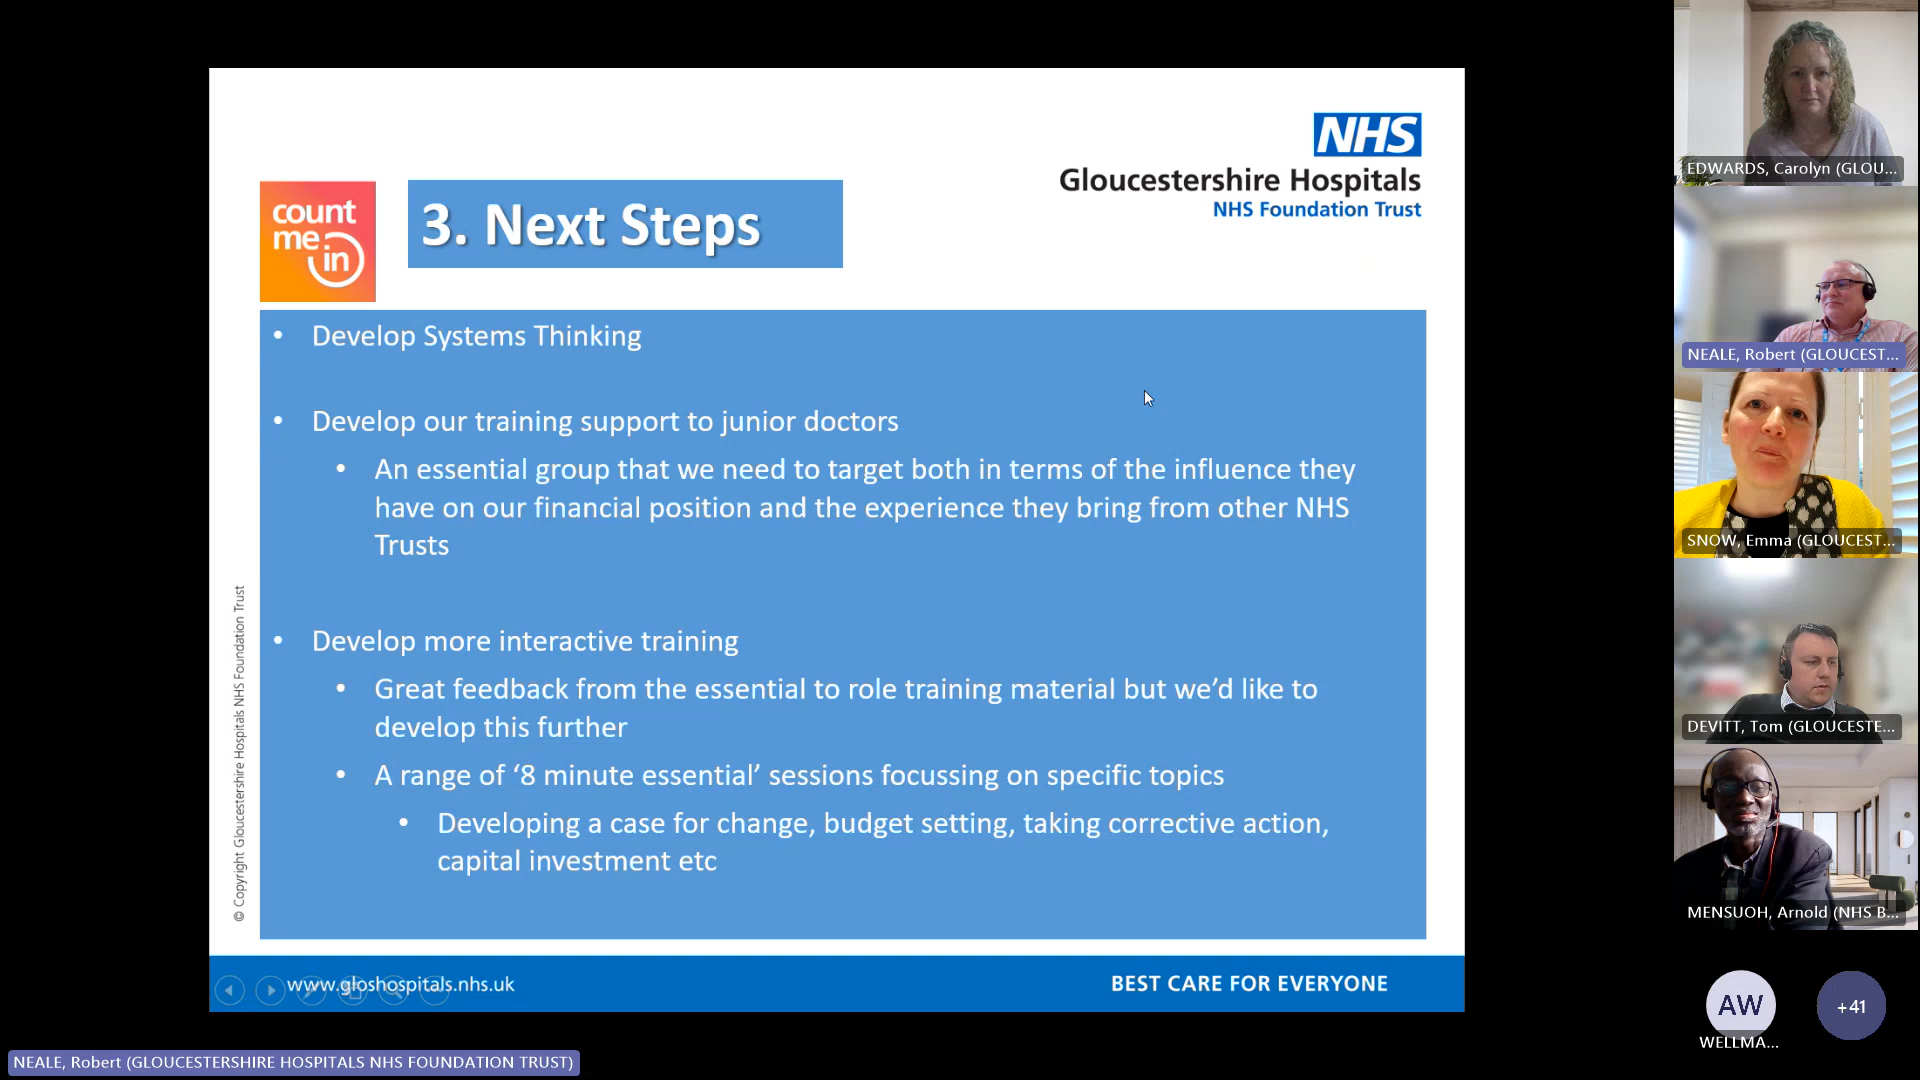 NHS
Gloucestershire Hospitals
NHS Foundation Trust
count
me
in
3. Next Steps
• Develop Systems Thinking
• Develop our training support to junior doctors
• An essential group that we need to target both in terms of the influence they
have on our financial position and the experience they bring from other NHS
Trusts
• Develop more interactive training
• Great feedback from the essential to role training material but we’d like to
develop this further
• A range of ‘8 minute essential’ sessions focussing on specific topics
• Developing a case for change, budget setting, taking corrective action,
capital investment etc
© Copyright Gloucestershire Hospitals NHS Foundation Trust
www.gloshospitals.nhs.uk
BEST CARE FOR EVERYONE
NEALE, Robert (GLOUCESTERSHIRE HOSPITALS NHS FOUNDATION TRUST)
EDWARDS, Carolyn (GLOU...
NEALE, Robert (GLOUCEST...
SNOW, Emma (GLOUCEST...
DEVITT, Tom (GLOUCESTE...
MENSUOH, Arnold (NHS B...
AW
WELLMA...
+41